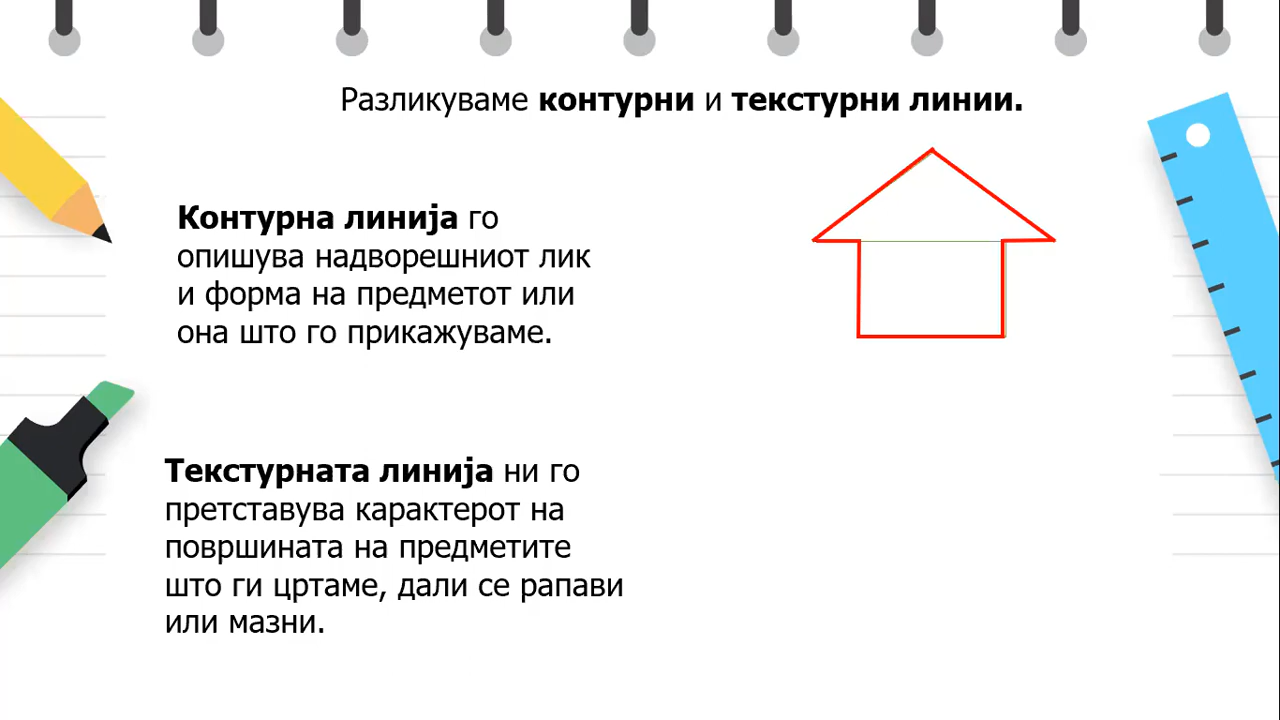 Разликуваме контурни и текстурни линии.
Контурна линија го
опишува надворешниот лик
и форма на предметот или
она што го прикажуваме.
Текстурната линија ни го
претставува карактерот на
површината на предметите
што ги цртаме, дали се рапави
или мазни.